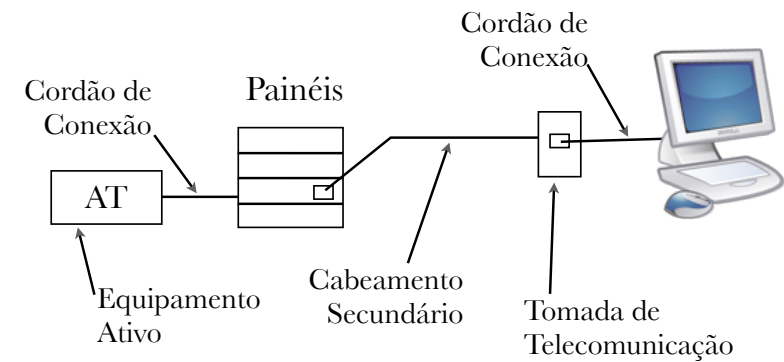 Cordão de
Conexão
Painéis
Cordão de
Conexão
AT
Equipamento
Ativo
Cabeamento
Secundário
Tomada de
Telecomunicação